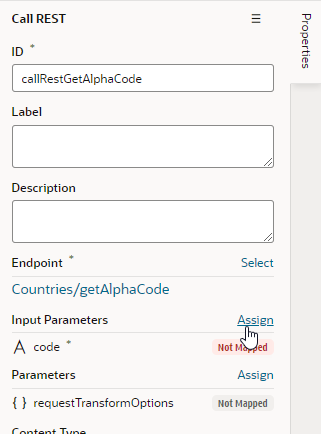 Call REST
Properties
ID *
callRestGetAlphaCode
Label
Description
Endpoint * Select
Countries/getAlphaCode
Input Parameters Assign
A code * Not Mapped
Parameters Assign
{ } requestTransformOptions Not Mapped
Content Type